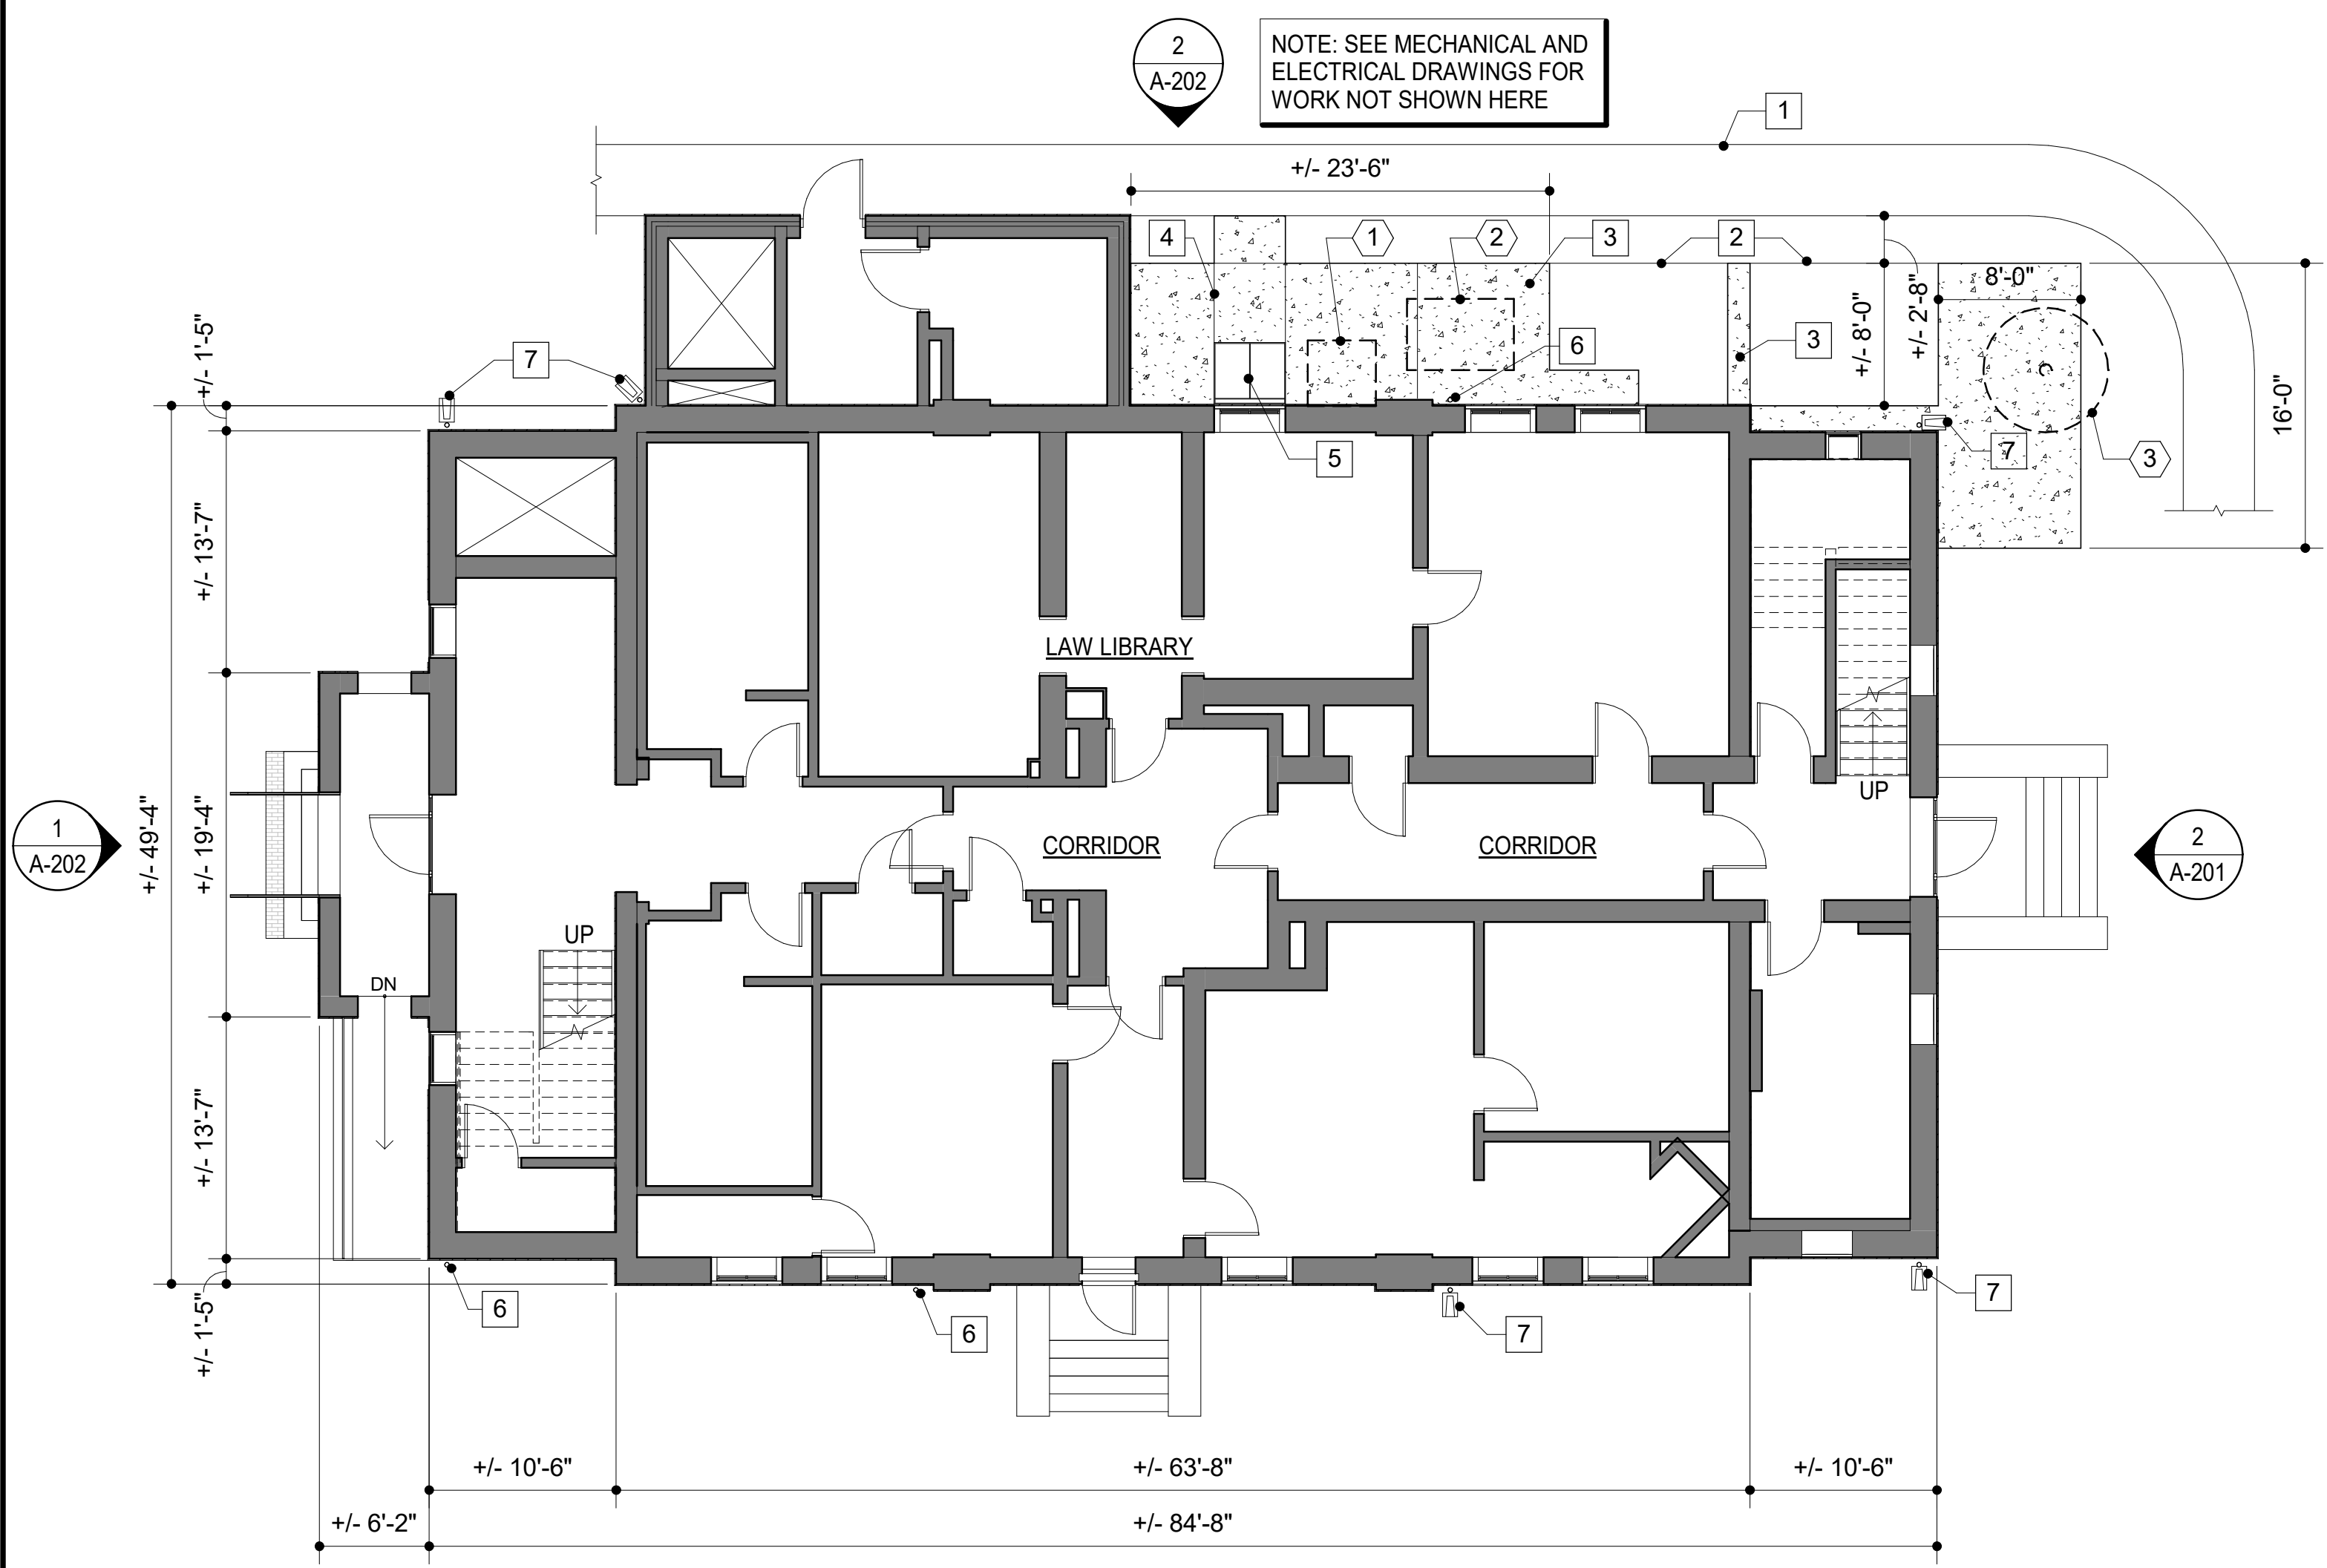 2
A-202
NOTE: SEE MECHANICAL AND
ELECTRICAL DRAWINGS FOR
WORK NOT SHOWN HERE
1
+/- 23'-6"
4
1
2
3
2
+/- 8'-0"
+/- 2'-8"
8'-0"
16'-0"
3
6
7
5
7
3
+/- 1'-5"
+/- 13'-7"
+/- 49'-4"
+/- 19'-4"
+/- 13'-7"
+/- 1'-5"
LAW LIBRARY
UP
1
A-202
CORRIDOR
CORRIDOR
2
A-201
UP
DN
6
6
7
7
+/- 10'-6"
+/- 63'-8"
+/- 10'-6"
+/- 6'-2"
+/- 84'-8"